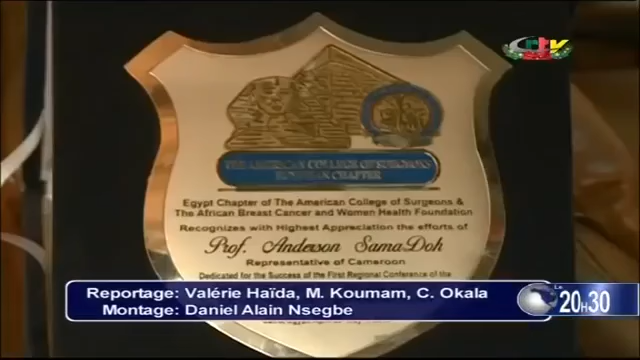 crtv
THE AMERICAN COLLEGE OF SURGEONS
EGYPTIAN CHAPTER
Egypt Chapter of The American College of Surgeons &
The African Breast Cancer and Women Health Foundation
Recognizes with Highest Appreciation the efforts of
Prof. Anderson Sama Doh
Representative of Cameroon
Dedicated for the Success of the First Regional Conference of the
Reportage: Valérie Haïda, M. Koumam, C. Okala
Montage: Daniel Alain Nsegbe
Le
20H30